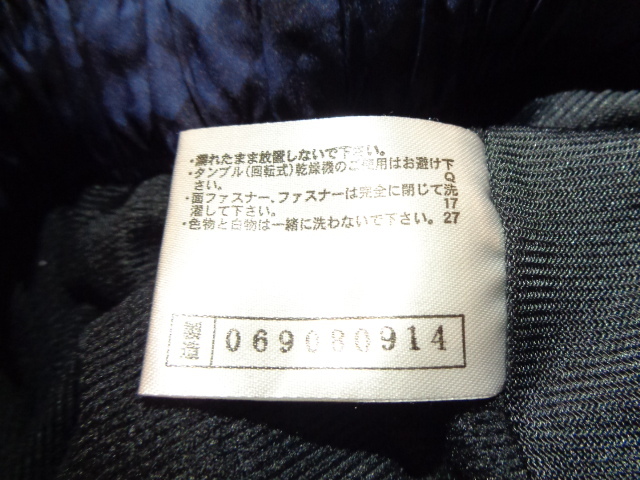 ・濡れたまま放置しないで下さい。
・タンブル(回転式)乾燥機のご使用はお避け下
さい。
・面ファスナー、ファスナーは完全に閉じて洗
濯して下さい。
・色物と白物は一緒に洗わないで下さい。
Q
17
27
製造 069080914